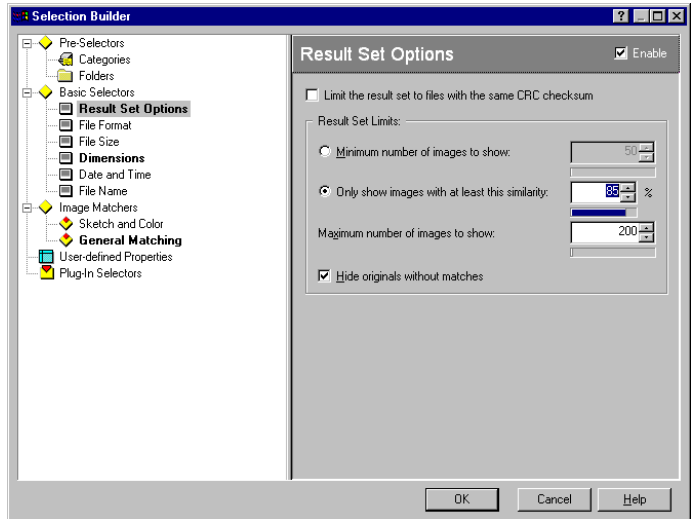 Selection Builder
Pre-Selectors
Categories
Folders
Basic Selectors
Result Set Options
File Format
File Size
Dimensions
Date and Time
File Name
Image Matchers
Sketch and Color
General Matching
User-defined Properties
Plug-In Selectors
Result Set Options
Enable
Limit the result set to files with the same CRC checksum
Result Set Limits:
Minimum number of images to show: 50
Only show images with at least this similarity: 85 %
Maximum number of images to show: 200
Hide originals without matches
OK Cancel Help